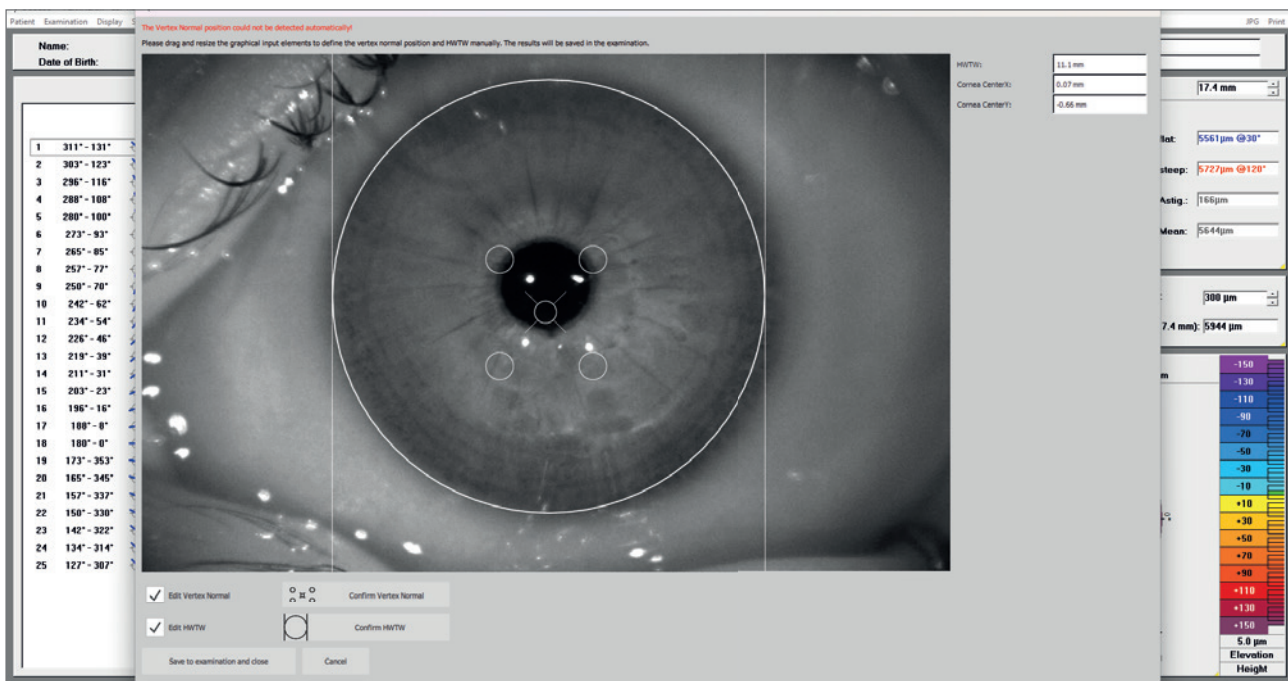 Patient Examination Display
JPG Print
Name:
Date of Birth:
The Vertex Normal position could not be detected automatically!
Please drag and resize the graphical input elements to define the vertex normal position and HWTW manually. The results will be saved in the examination.
HWTW: 11.1 mm
Cornea CenterX: 0.07 mm
Cornea CenterY: -0.66 mm
1 311°-131°
2 303°-123°
3 296°-116°
4 288°-108°
5 280°-100°
6 273°-93°
7 265°-85°
8 257°-77°
9 250°-70°
10 242°-62°
11 234°-54°
12 226°-46°
13 219°-39°
14 211°-31°
15 203°-23°
16 196°-16°
17 188°-8°
18 180°-0°
19 173°-353°
20 165°-345°
21 157°-337°
22 150°-330°
23 142°-322°
24 134°-314°
25 127°-307°
17.4 mm
5561µm @30°
steep: 5727µm @120°
Astig.: 166µm
Mean: 5644µm
300 µm
7.4 mm): 5944 µm
-150
-130
-110
-90
-70
-50
-30
-10
+10
+30
+50
+70
+90
+110
+130
+150
5.0 µm
Elevation
Height
Edit Vertex Normal
Confirm Vertex Normal
Edit HWTW
Confirm HWTW
Save to examination and close
Cancel